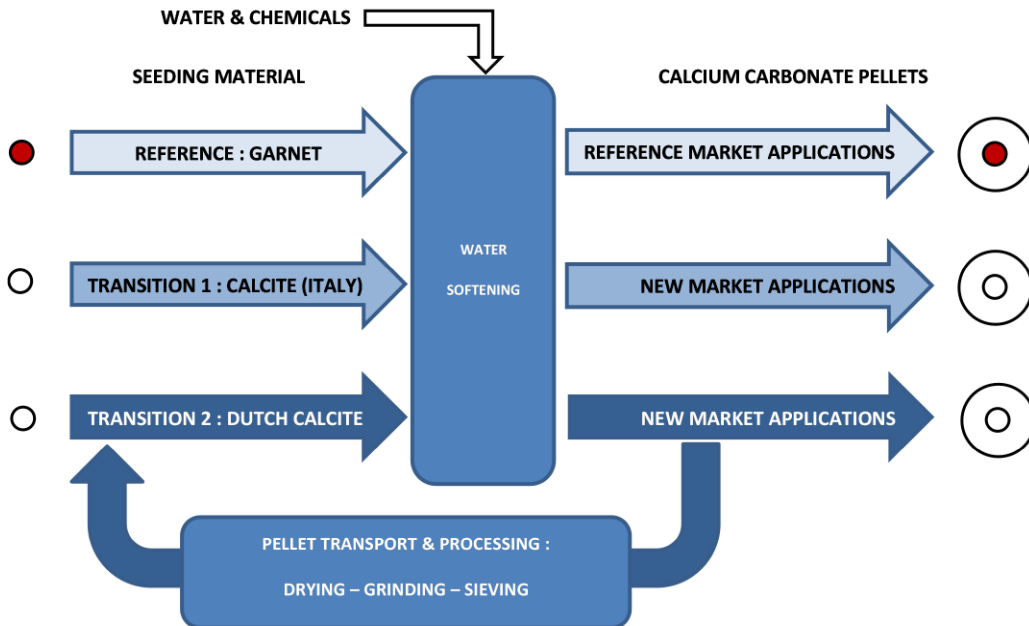 WATER & CHEMICALS
SEEDING MATERIAL
CALCIUM CARBONATE PELLETS
REFERENCE : GARNET
REFERENCE MARKET APPLICATIONS
WATER
SOFTENING
TRANSITION 1 : CALCITE (ITALY)
NEW MARKET APPLICATIONS
TRANSITION 2 : DUTCH CALCITE
NEW MARKET APPLICATIONS
PELLET TRANSPORT & PROCESSING :
DRYING – GRINDING – SIEVING